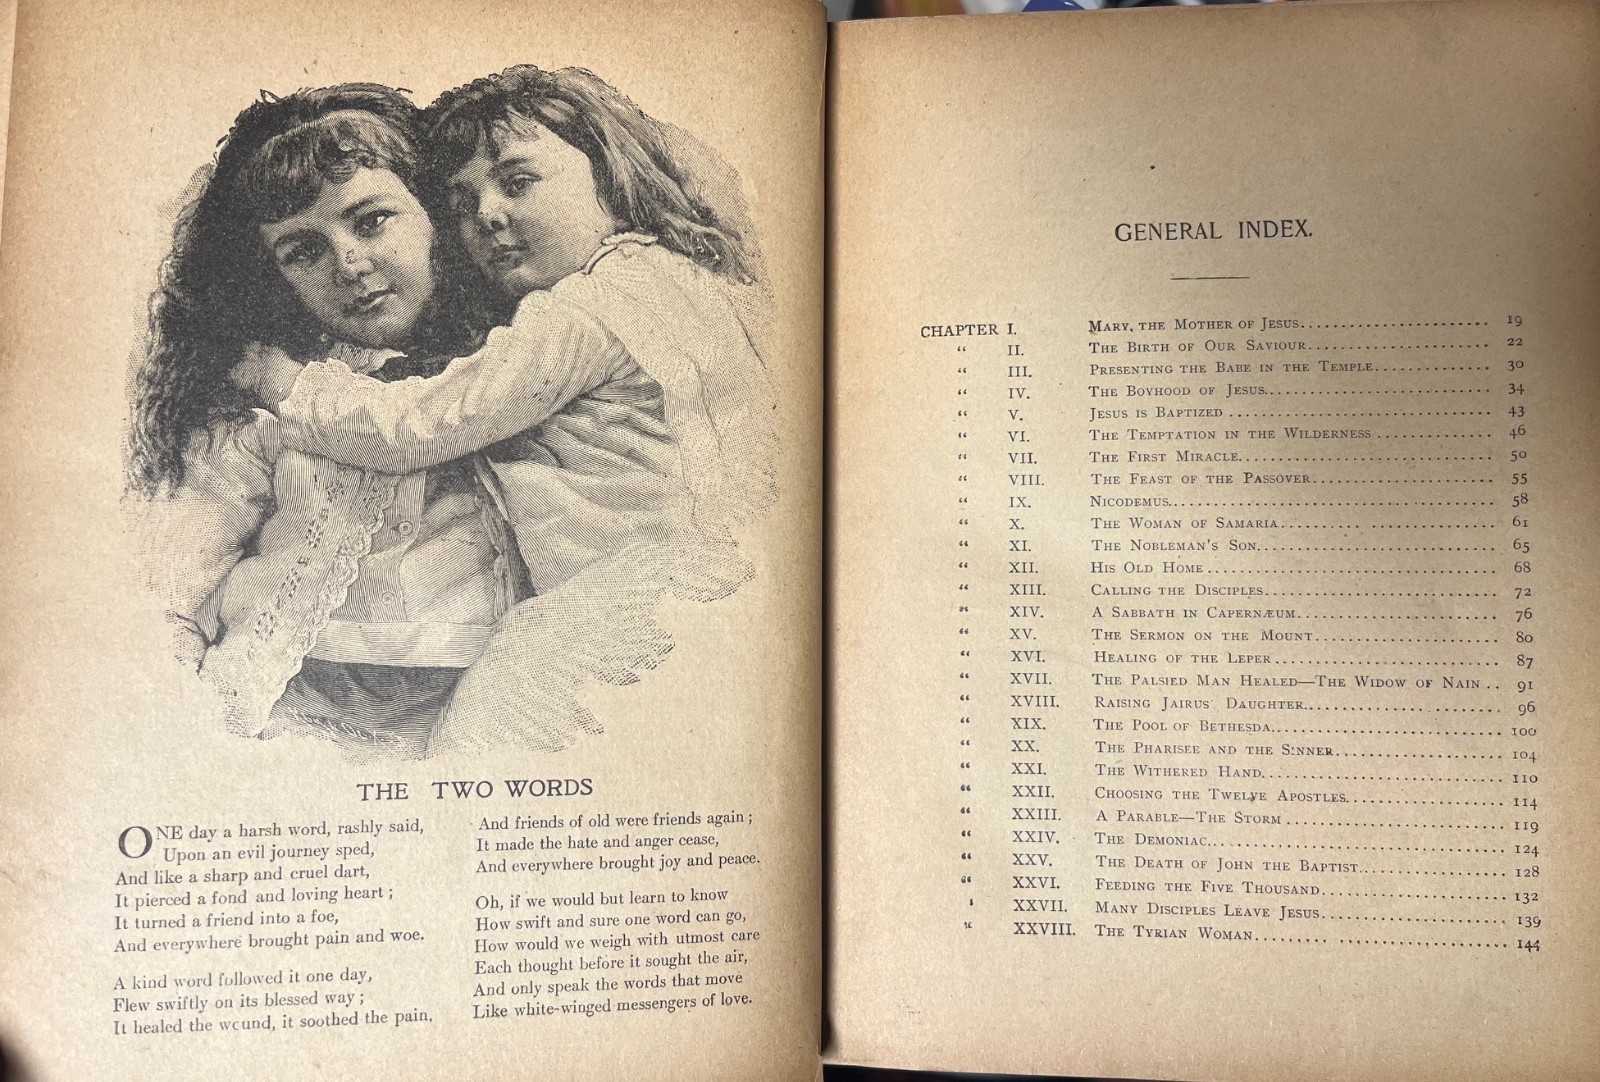 THE TWO WORDS
ONE day a harsh word, rashly said,
Upon an evil journey sped,
And like a sharp and cruel dart,
It pierced a fond and loving heart;
It turned a friend into a foe,
And everywhere brought pain and woe.
A kind word followed it one day,
Flew swiftly on its blessed way;
It healed the wound, it soothed the pain,
And friends of old were friends again;
It made the hate and anger cease,
And everywhere brought joy and peace.
Oh, if we would but learn to know
How swift and sure one word can go,
How would we weigh with utmost care
Each thought before it sought the air,
And only speak the words that move
Like white-winged messengers of love.
GENERAL INDEX.
CHAPTER I. MARY, THE MOTHER OF JESUS 19
“ II. THE BIRTH OF OUR SAVIOUR 22
“ III. PRESENTING THE BABE IN THE TEMPLE 30
“ IV. THE BOYHOOD OF JESUS 34
“ V. JESUS IS BAPTIZED 43
“ VI. THE TEMPTATION IN THE WILDERNESS 46
“ VII. THE FIRST MIRACLE 50
“ VIII. THE FEAST OF THE PASSOVER 55
“ IX. NICODEMUS 58
“ X. THE WOMAN OF SAMARIA 61
“ XI. THE NOBLEMAN'S SON 65
“ XII. HIS OLD HOME 68
“ XIII. CALLING THE DISCIPLES 72
“ XIV. A SABBATH IN CAPERNÆUM 76
“ XV. THE SERMON ON THE MOUNT 80
“ XVI. HEALING OF THE LEPER 87
“ XVII. THE PALSIED MAN HEALED—THE WIDOW OF NAIN 91
“ XVIII. RAISING JAIRUS' DAUGHTER 96
“ XIX. THE POOL OF BETHESDA 100
“ XX. THE PHARISEE AND THE SINNER 104
“ XXI. THE WITHERED HAND 110
“ XXII. CHOOSING THE TWELVE APOSTLES 114
“ XXIII. A PARABLE—THE STORM 119
“ XXIV. THE DEMONIAC 124
“ XXV. THE DEATH OF JOHN THE BAPTIST 128
“ XXVI. FEEDING THE FIVE THOUSAND 132
“ XXVII. MANY DISCIPLES LEAVE JESUS 139
“ XXVIII. THE TYRIAN WOMAN 144